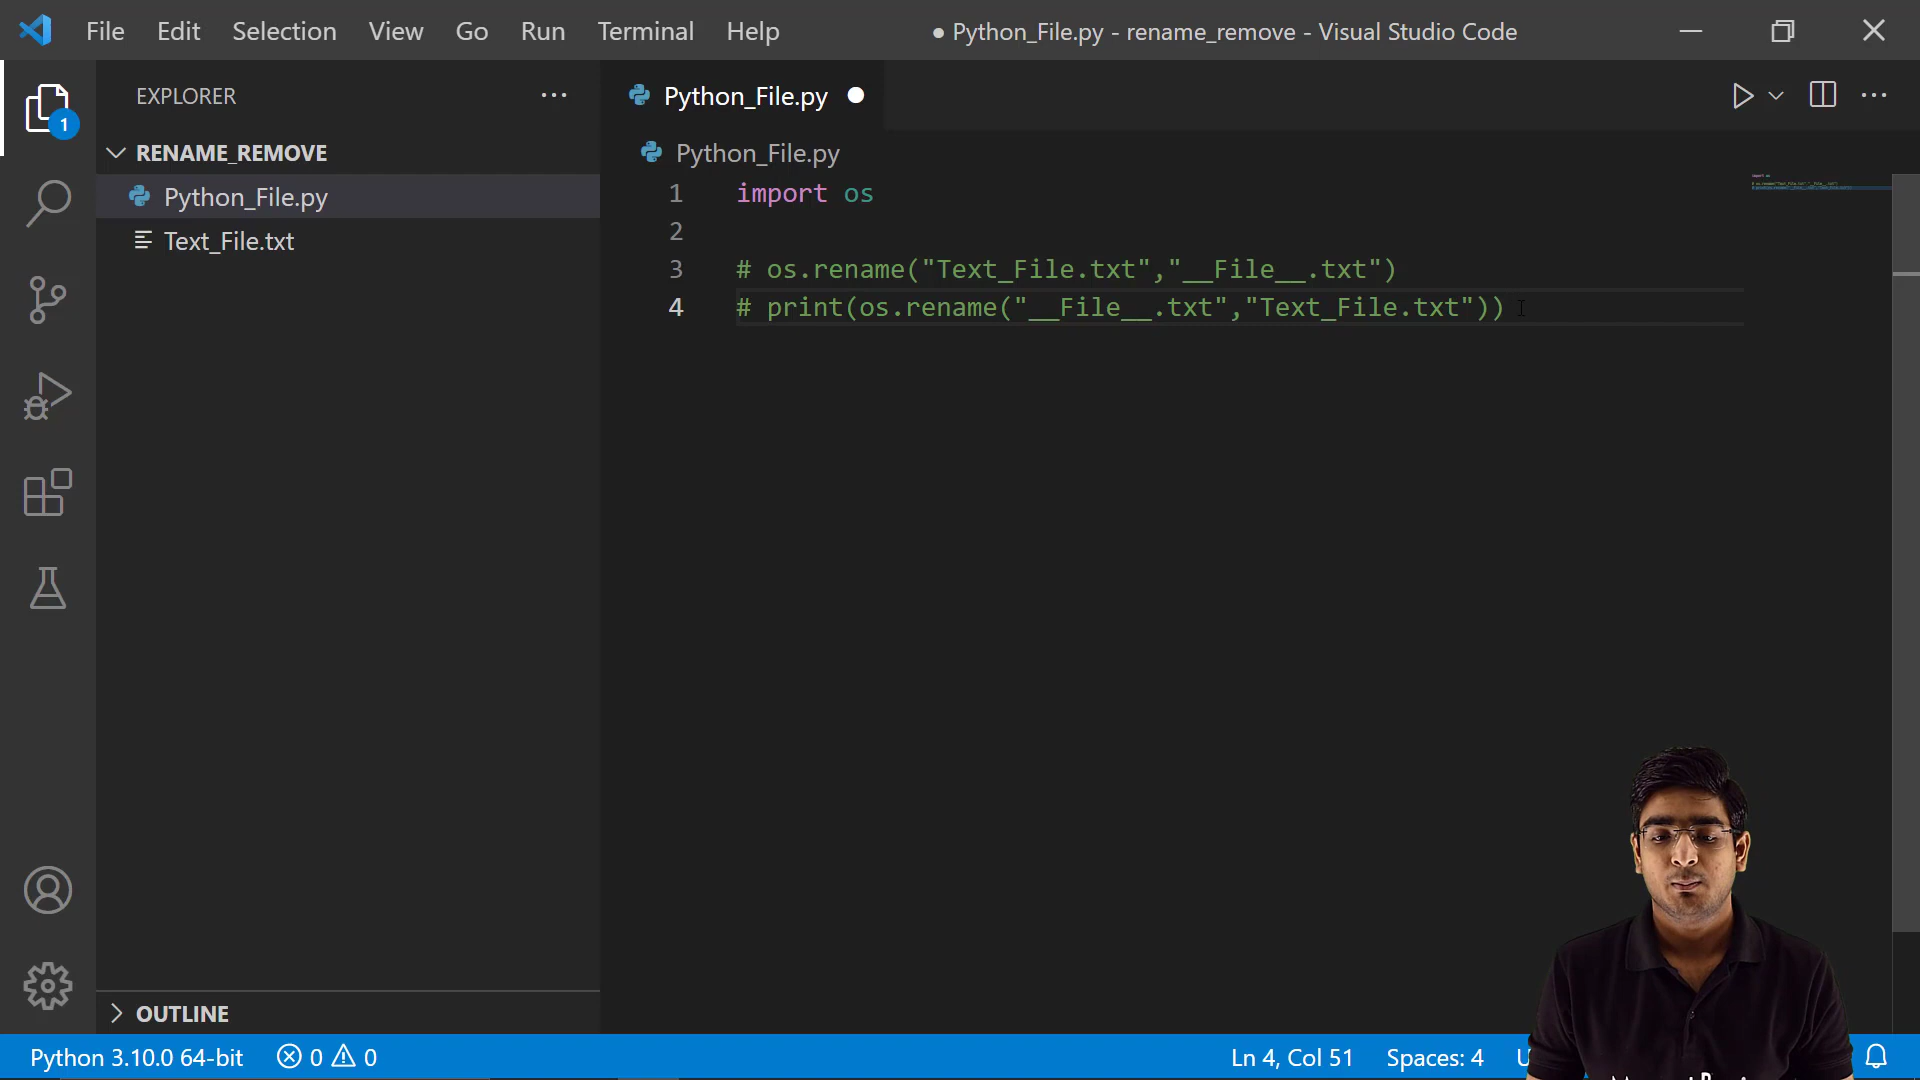 File Edit Selection View Go Run Terminal Help
● Python_File.py - rename_remove - Visual Studio Code
EXPLORER
1
RENAME_REMOVE
Python_File.py
Text_File.txt
OUTLINE
Python_File.py
Python_File.py
1 import os
2
3 # os.rename("Text_File.txt","__File__.txt")
4 # print(os.rename("__File__.txt","Text_File.txt"))
Python 3.10.0 64-bit
0 0
Ln 4, Col 51
Spaces: 4